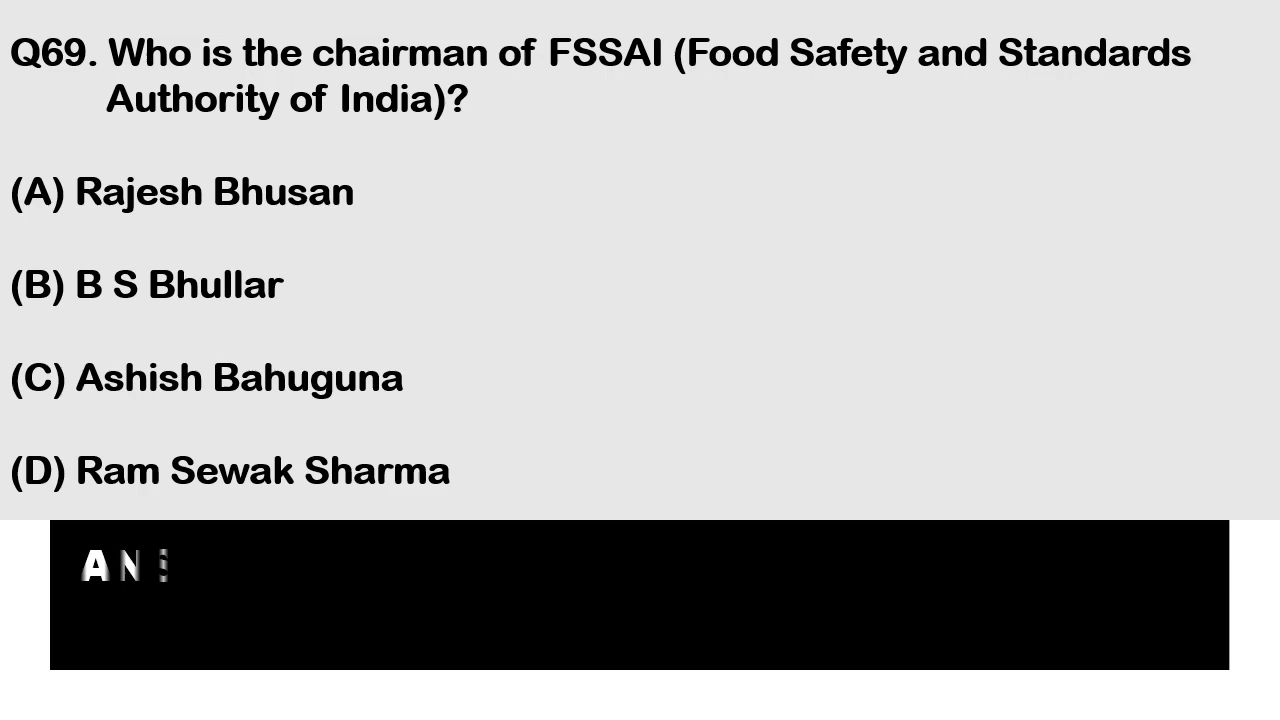 Q69. Who is the chairman of FSSAI (Food Safety and Standards
Authority of India)?
(A) Rajesh Bhusan
(B) B S Bhullar
(C) Ashish Bahuguna
(D) Ram Sewak Sharma
ANS